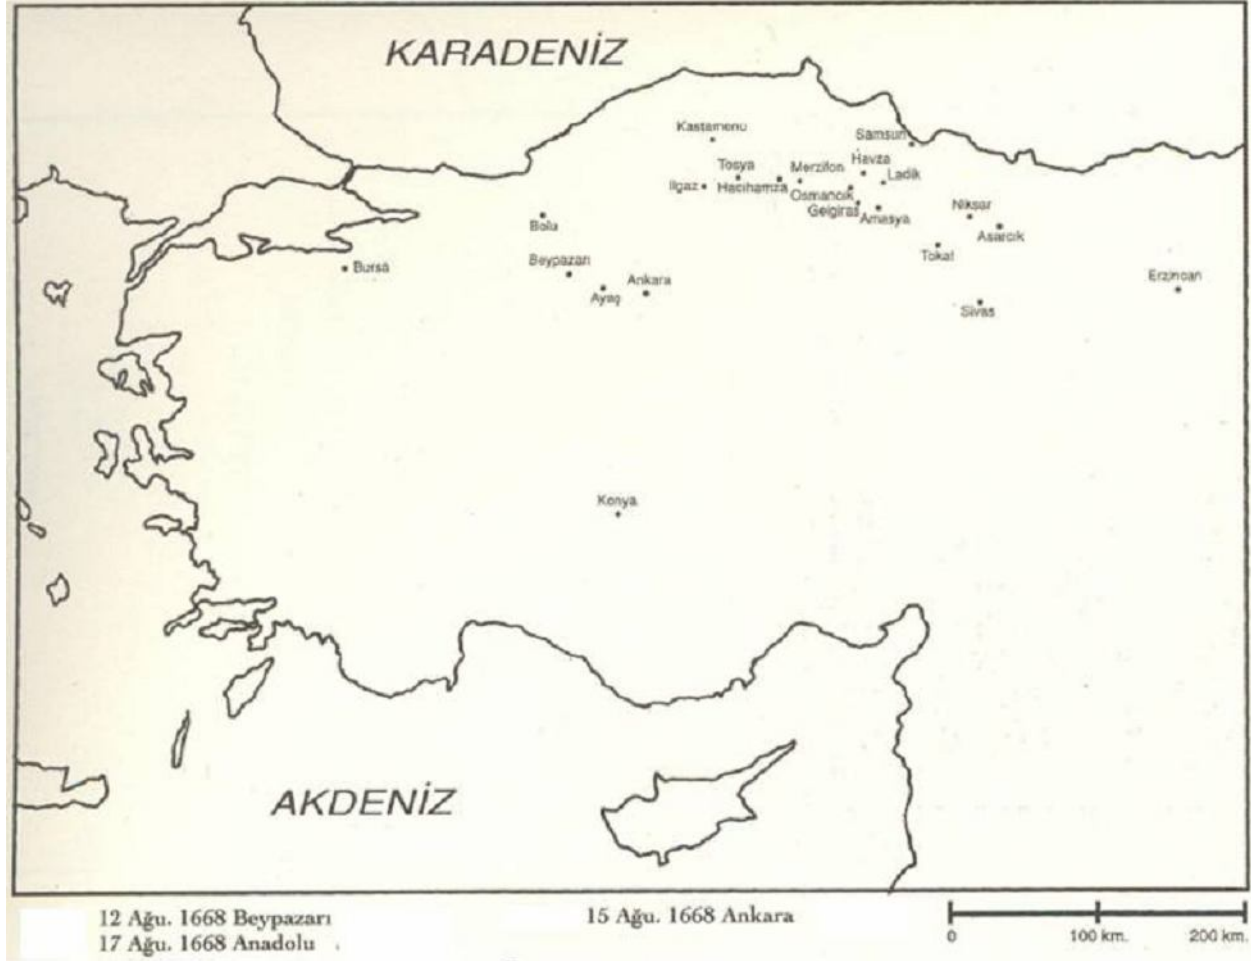 KARADENİZ
Kastamonu
Samsun
Tosya
Merzifon
Havza
Ladik
Ilgaz
Hacıhamza
Osmancık
Gelgiras
Amasya
Niksar
Asarcık
Bolu
Tokat
Bursa
Beypazarı
Ayaş
Ankara
Erzincan
Sivas
Konya
AKDENİZ
12 Ağu. 1668 Beypazarı
15 Ağu. 1668 Ankara
17 Ağu. 1668 Anadolu
0 100 km. 200 km.